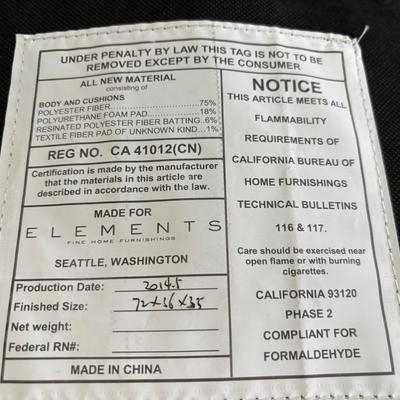 UNDER PENALTY BY LAW THIS TAG IS NOT TO BE
REMOVED EXCEPT BY THE CONSUMER
ALL NEW MATERIAL
consisting of
BODY AND CUSHIONS
POLYESTER FIBER...................75%
POLYURETHANE FOAM PAD................18%
RESINATED POLYESTER FIBER BATTING..6%
TEXTILE FIBER PAD OF UNKNOWN KIND...1%
REG NO. CA 41012(CN)
Certification is made by the manufacturer
that the materials in this article are
described in accordance with the law.
MADE FOR
ELEMENTS
FINE HOME FURNISHINGS
SEATTLE, WASHINGTON
Production Date: 2014.5
Finished Size: 72×36×35
Net weight:
Federal RN#:
MADE IN CHINA
NOTICE
THIS ARTICLE MEETS ALL
FLAMMABILITY
REQUIREMENTS OF
CALIFORNIA BUREAU OF
HOME FURNISHINGS
TECHNICAL BULLETINS
116 & 117.
Care should be exercised near
open flame or with burning
cigarettes.
CALIFORNIA 93120
PHASE 2
COMPLIANT FOR
FORMALDEHYDE